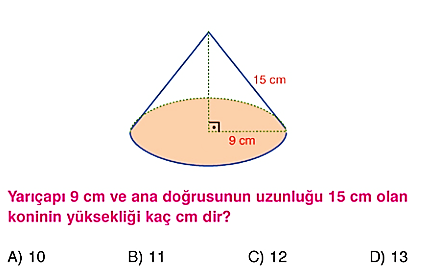 15 cm
9 cm
Yarıçapı 9 cm ve ana doğrusunun uzunluğu 15 cm olan
koninin yüksekliği kaç cm dir?
A) 10 B) 11 C) 12 D) 13